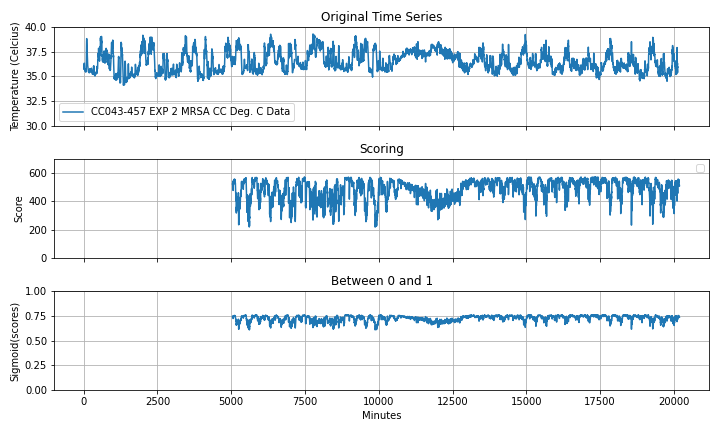 Original Time Series
Temperature (Celcius)
40.0
37.5
35.0
32.5
30.0
CC043-457 EXP 2 MRSA CC Deg. C Data
Scoring
Score
600
400
200
0
Between 0 and 1
Sigmoid(scores)
1.00
0.75
0.50
0.25
0.00
0 2500 5000 7500 10000 12500 15000 17500 20000
Minutes